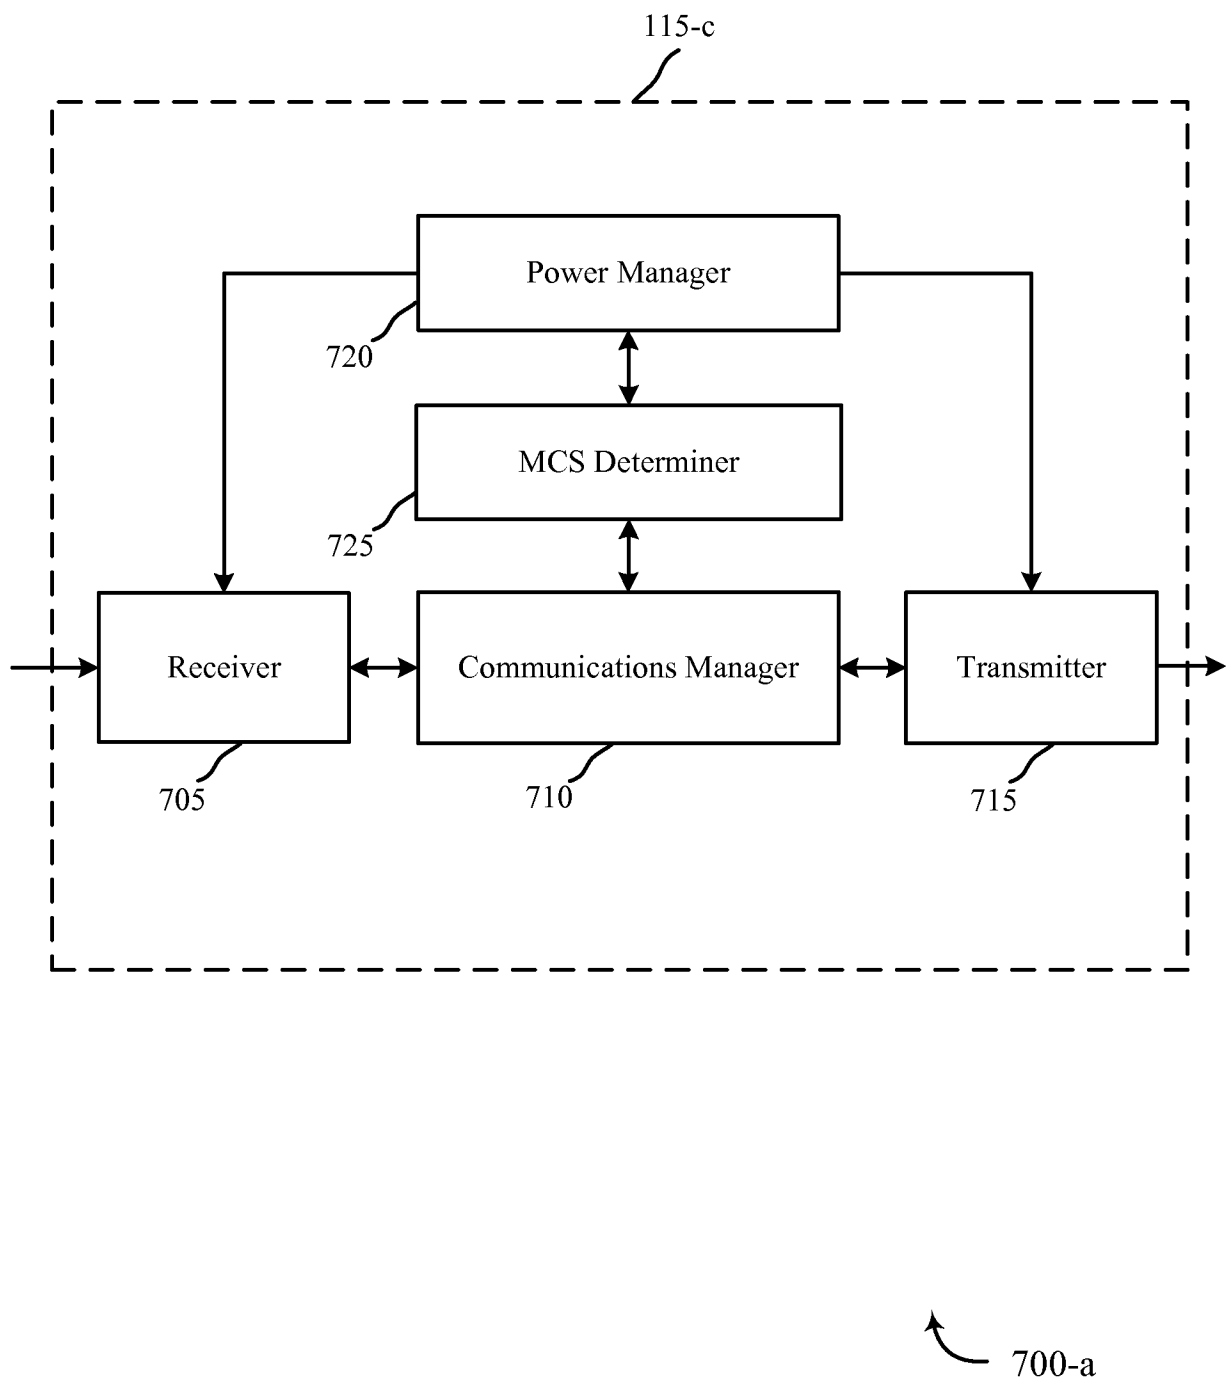 115-c
Power Manager
720
MCS Determiner
725
Receiver
Communications Manager
Transmitter
705
710
715
700-a